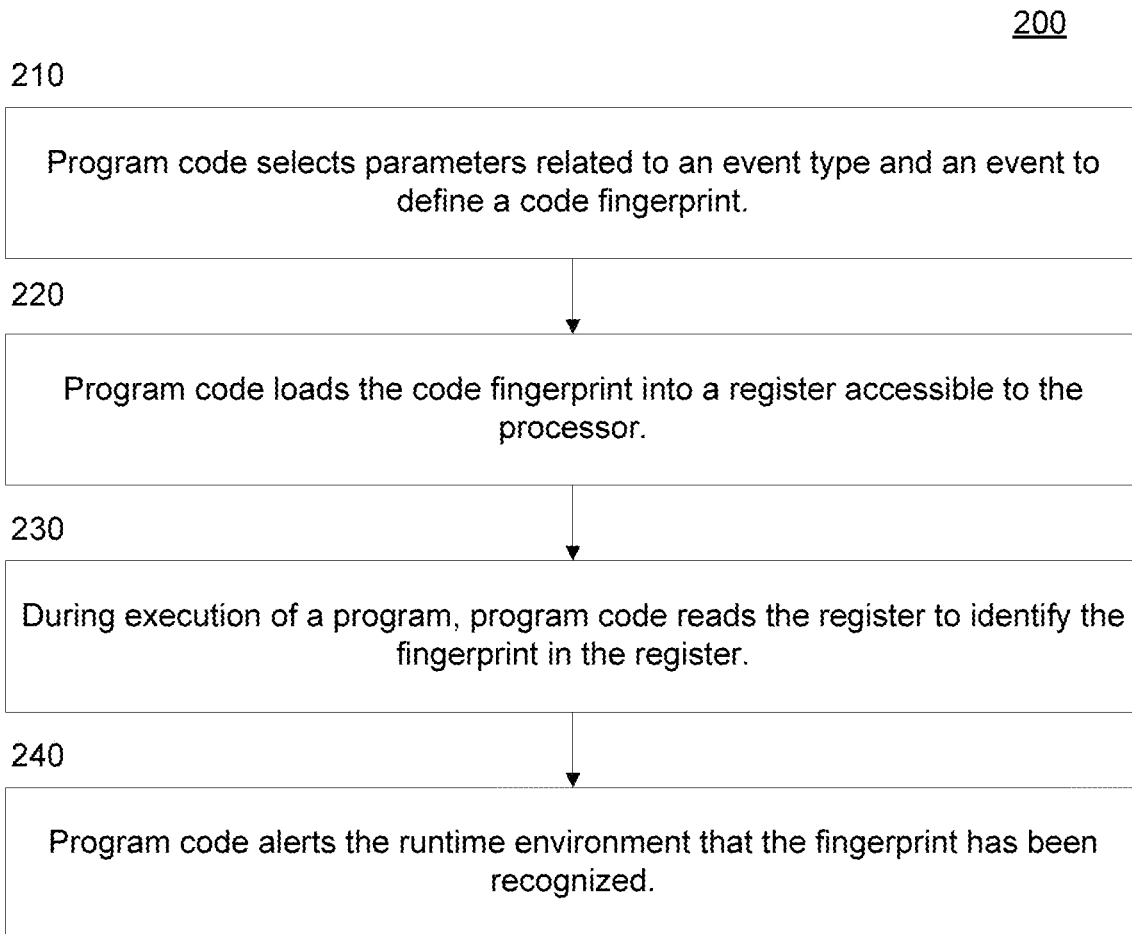 200
210
Program code selects parameters related to an event type and an event to
define a code fingerprint.
220
Program code loads the code fingerprint into a register accessible to the
processor.
230
During execution of a program, program code reads the register to identify the
fingerprint in the register.
240
Program code alerts the runtime environment that the fingerprint has been
recognized.